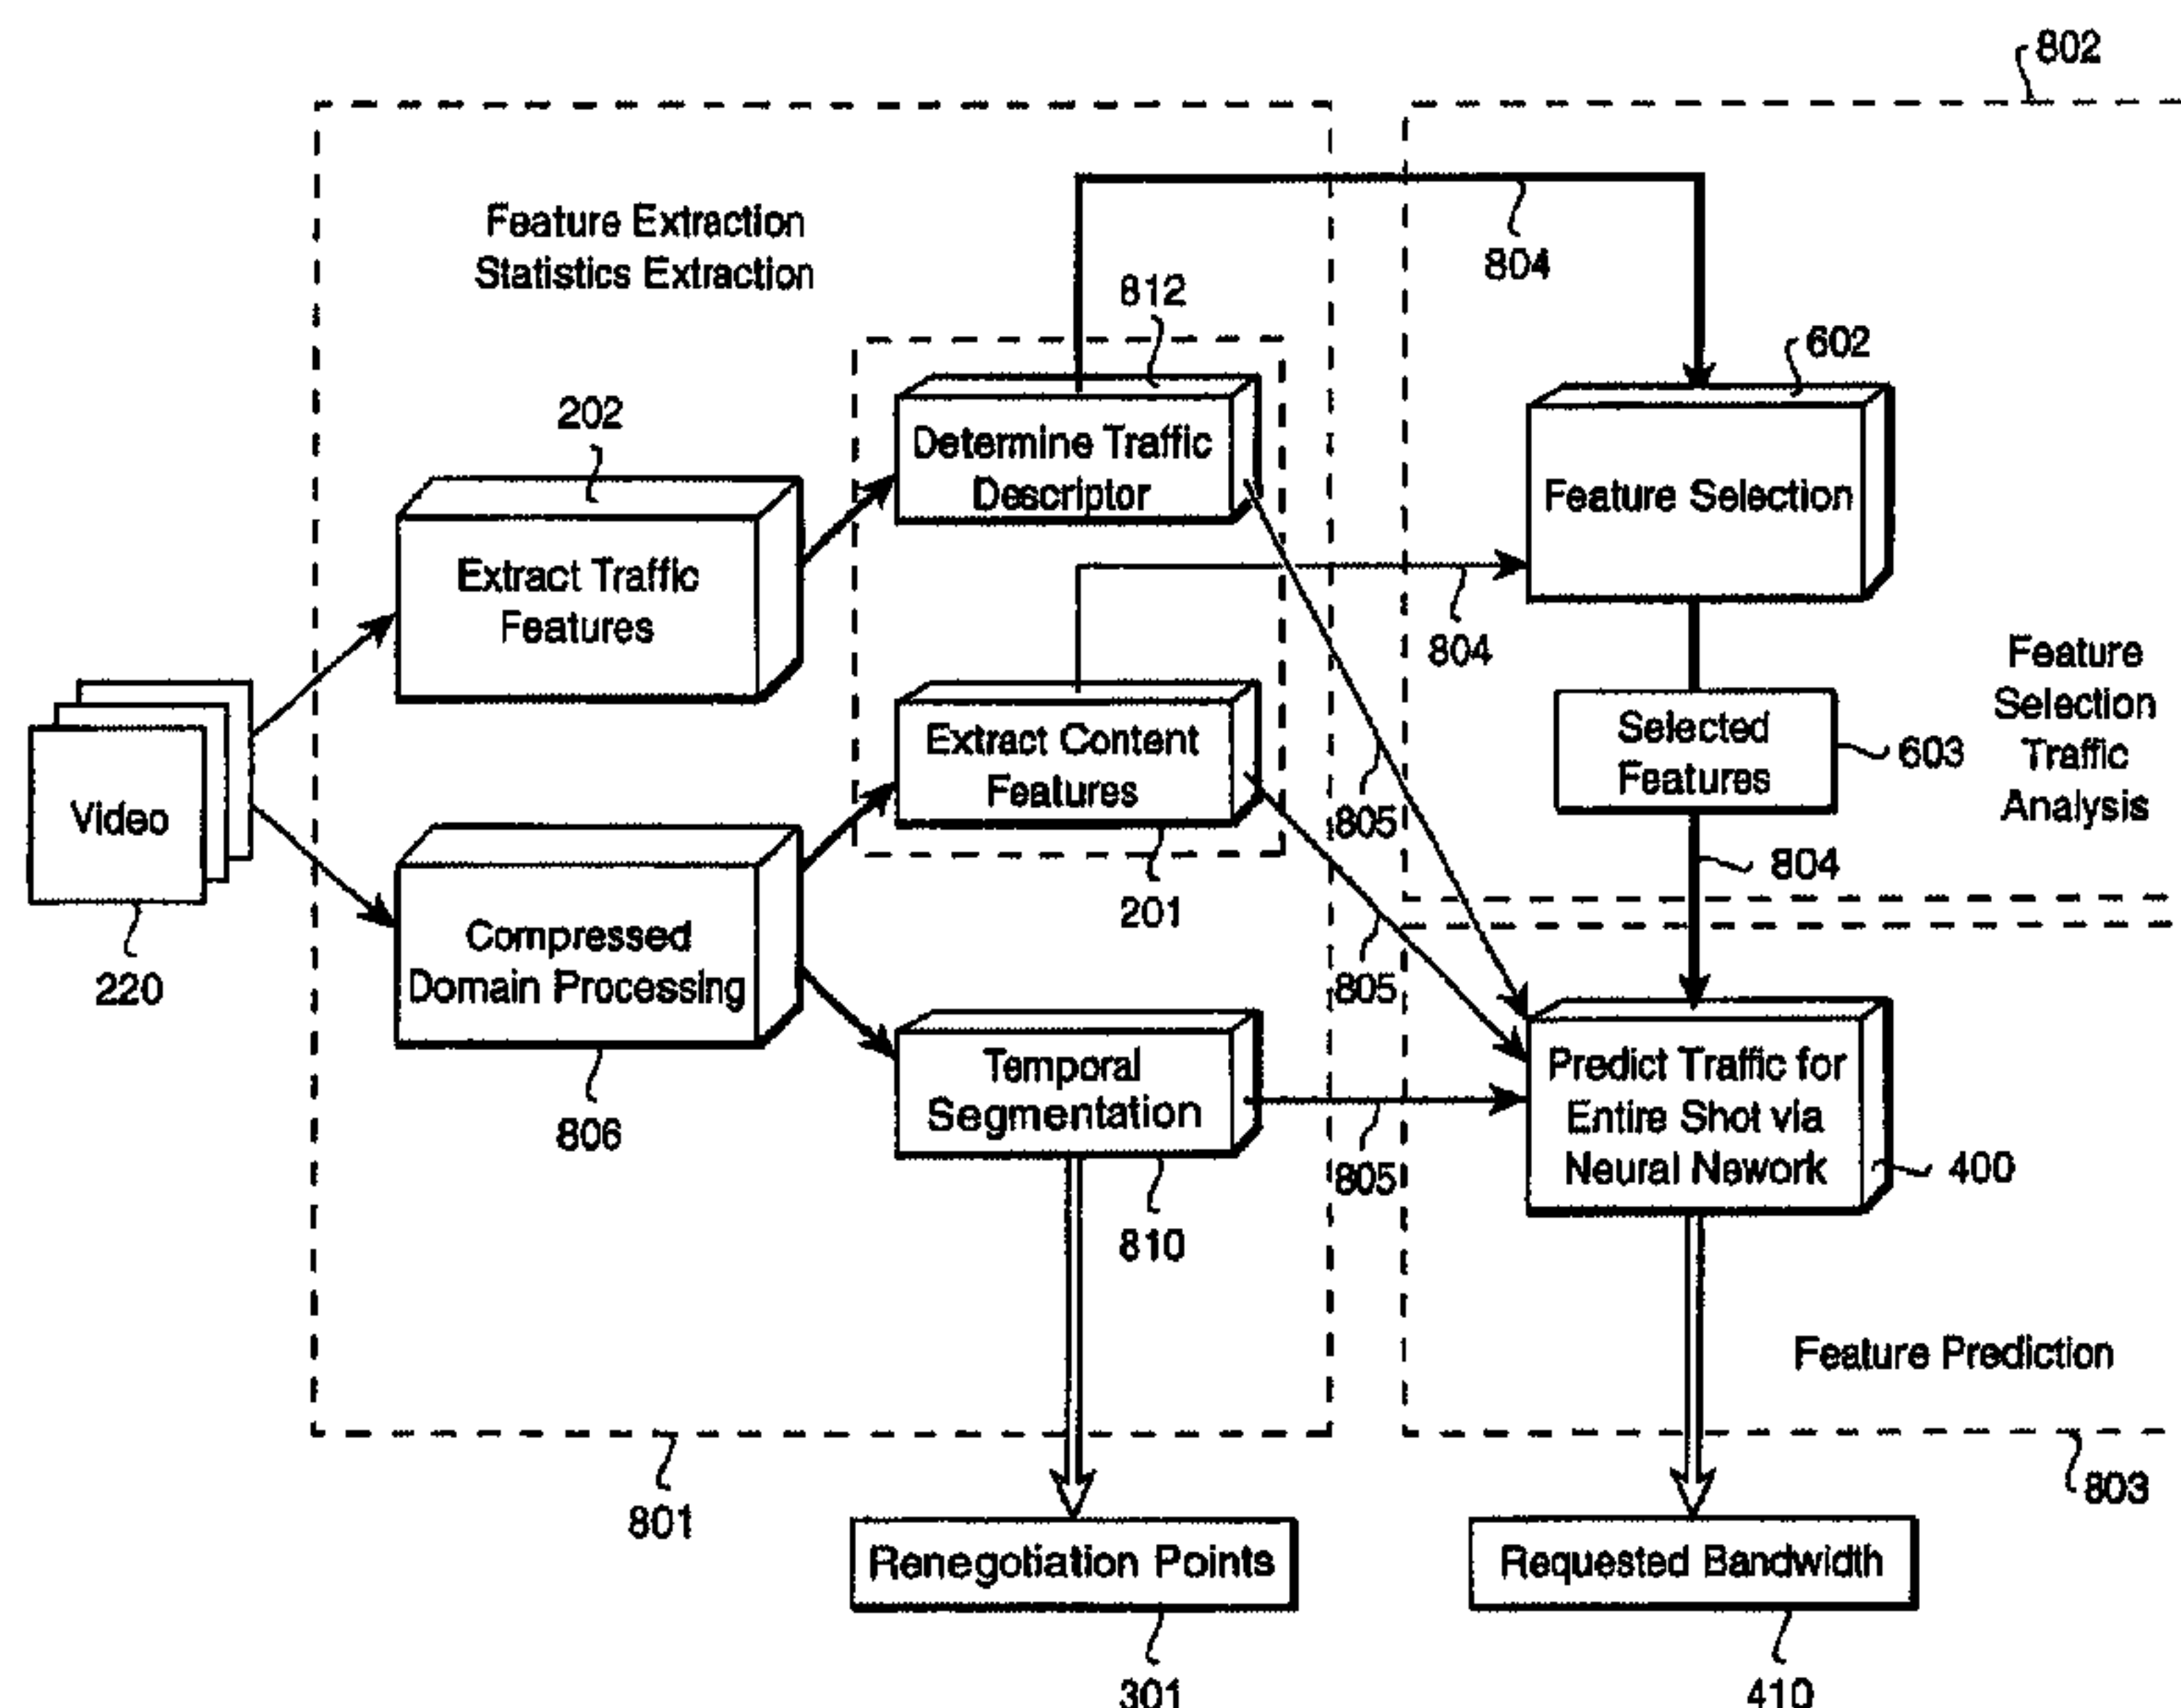 802
Feature Extraction
Statistics Extraction
804
812
602
202
Determine Traffic
Descriptor
Feature Selection
Extract Traffic
Features
804
Feature
Selection
Traffic
Analysis
Extract Content
Features
Selected
Features
603
Video
805
804
201
Compressed
Domain Processing
220
805
Temporal
Segmentation
Predict Traffic for
Entire Shot via
Neural Nework
400
806
805
810
Feature Prediction
803
801
Renegotiation Points
Requested Bandwidth
301
410